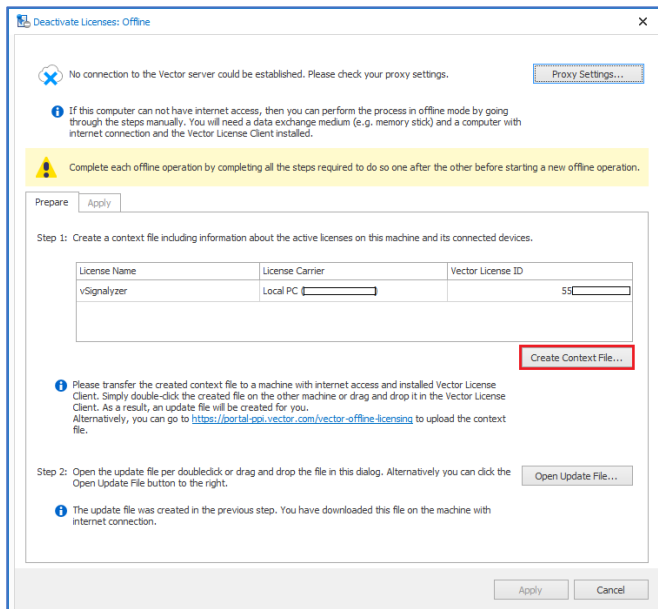 Deactivate Licenses: Offline
No connection to the Vector server could be established. Please check your proxy settings.
Proxy Settings...
If this computer can not have internet access, then you can perform the process in offline mode by going
through the steps manually. You will need a data exchange medium (e.g. memory stick) and a computer with
internet connection and the Vector License Client installed.
Complete each offline operation by completing all the steps required to do so one after the other before starting a new offline operation.
Prepare Apply
Step 1: Create a context file including information about the active licenses on this machine and its connected devices.
License Name License Carrier Vector License ID
vSignalyzer Local PC ( ) 55
Create Context File...
Please transfer the created context file to a machine with internet access and installed Vector License
Client. Simply double-click the created file on the other machine or drag and drop it in the Vector License
Client. As a result, an update file will be created for you.
Alternatively, you can go to https://portal-ppi.vector.com/vector-offline-licensing to upload the context
file.
Step 2: Open the update file per doubleclick or drag and drop the file in this dialog. Alternatively you can click the
Open Update File button to the right.
Open Update File...
The update file was created in the previous step. You have downloaded this file on the machine with
internet connection.
Apply Cancel